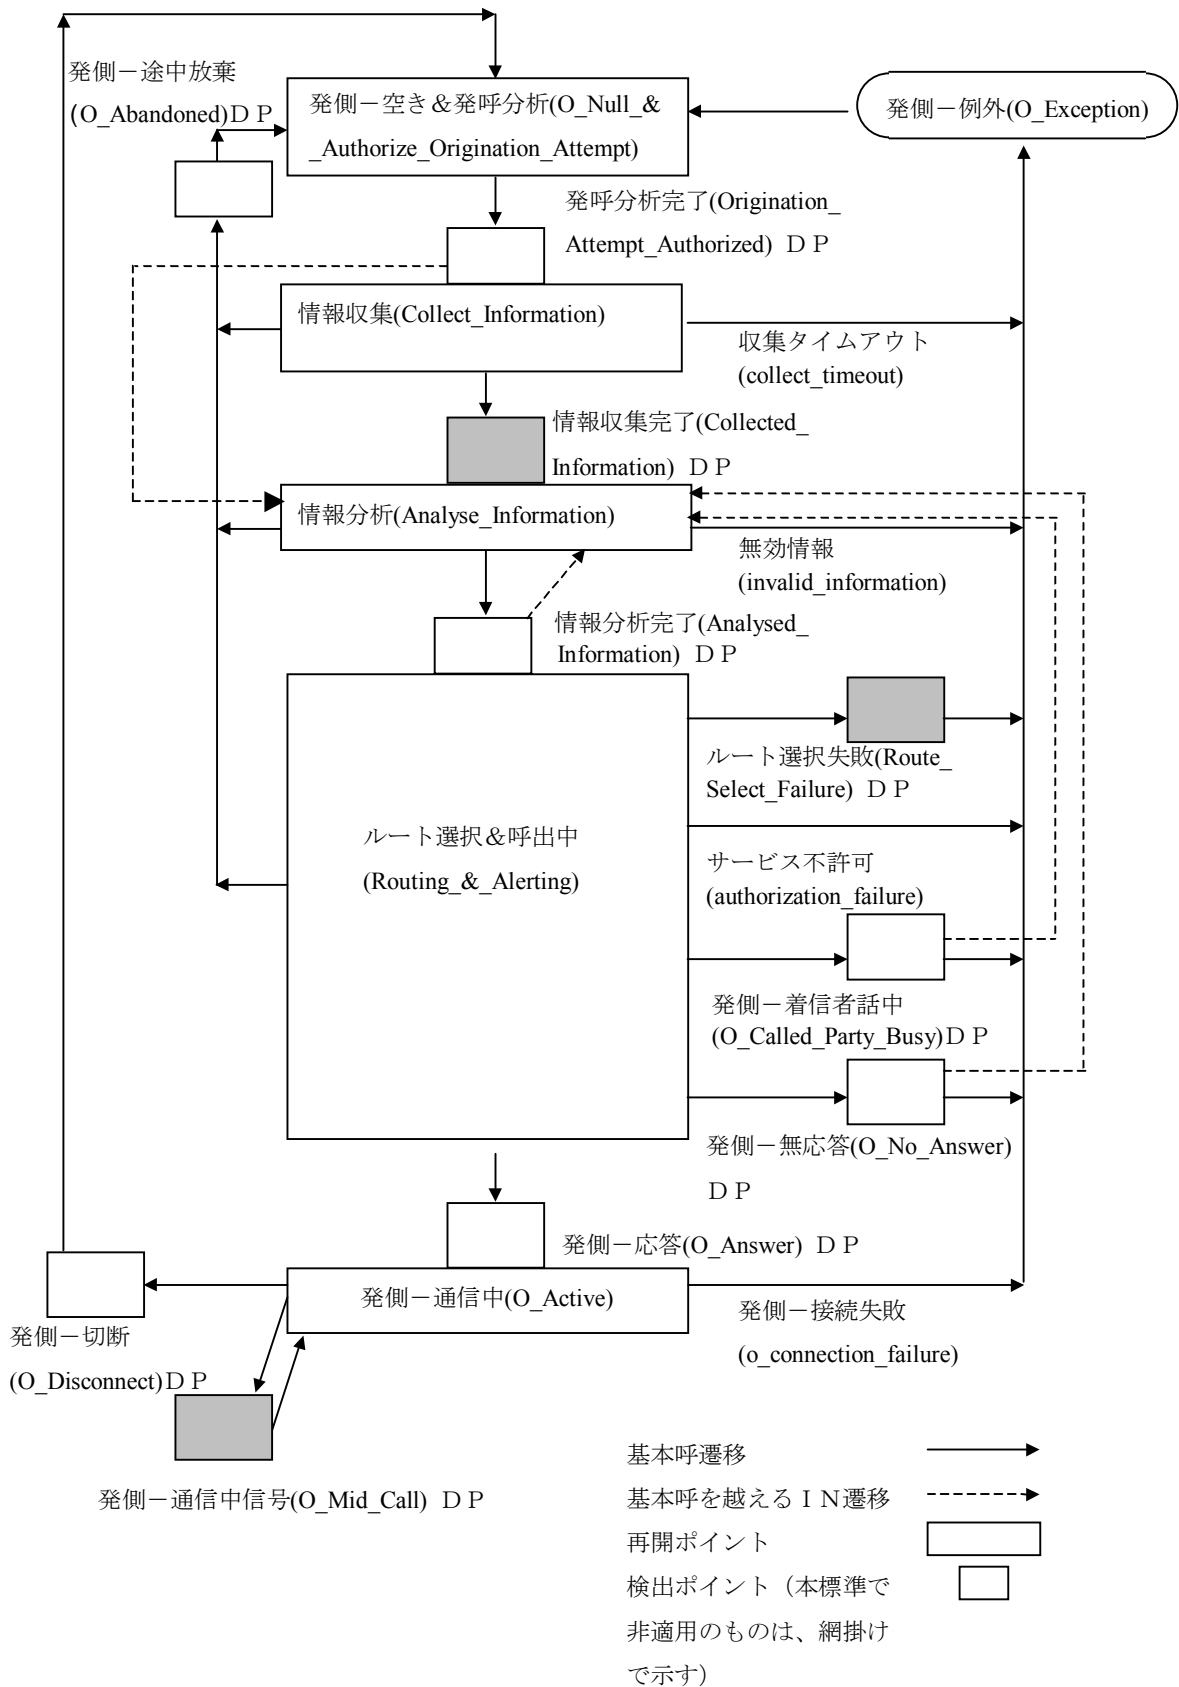 発側－途中放棄
(O_Abandoned)ＤＰ
発側－空き＆発呼分析(O_Null_&
_Authorize_Origination_Attempt)
発側－例外(O_Exception)
発呼分析完了(Origination_
Attempt_Authorized) ＤＰ
情報収集(Collect_Information)
収集タイムアウト
(collect_timeout)
情報収集完了(Collected_
Information) ＤＰ
情報分析(Analyse_Information)
無効情報
(invalid_information)
情報分析完了(Analysed_
Information) ＤＰ
ルート選択失敗(Route_
Select_Failure) ＤＰ
ルート選択＆呼出中
(Routing_&_Alerting)
サービス不許可
(authorization_failure)
発側－着信者話中
(O_Called_Party_Busy)ＤＰ
発側－無応答(O_No_Answer)
ＤＰ
発側－応答(O_Answer) ＤＰ
発側－通信中(O_Active)
発側－接続失敗
(o_connection_failure)
発側－切断
(O_Disconnect)ＤＰ
発側－通信中信号(O_Mid_Call) ＤＰ
基本呼遷移
基本呼を越えるＩＮ遷移
再開ポイント
検出ポイント（本標準で
非適用のものは、網掛け
で示す）